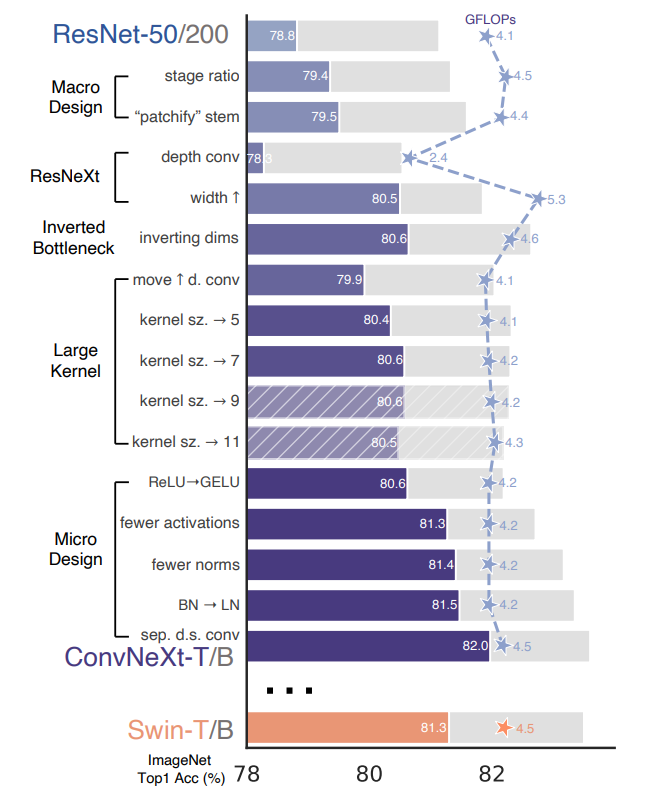 GFLOPs
ResNet-50/200 78.8 4.1
Macro Design
stage ratio 79.4 4.5
“patchify” stem 79.5 4.4
ResNeXt
depth conv 78.3 2.4
width ↑ 80.5 5.3
Inverted Bottleneck
inverting dims 80.6 4.6
Large Kernel
move ↑ d. conv 79.9 4.1
kernel sz. → 5 80.4 4.1
kernel sz. → 7 80.6 4.2
kernel sz. → 9 80.6 4.2
kernel sz. → 11 80.5 4.3
Micro Design
ReLU→GELU 80.6 4.2
fewer activations 81.3 4.2
fewer norms 81.4 4.2
BN → LN 81.5 4.2
sep. d.s. conv
ConvNeXt-T/B 82.0 4.5
...
Swin-T/B 81.3 4.5
ImageNet
Top1 Acc (%) 78 80 82